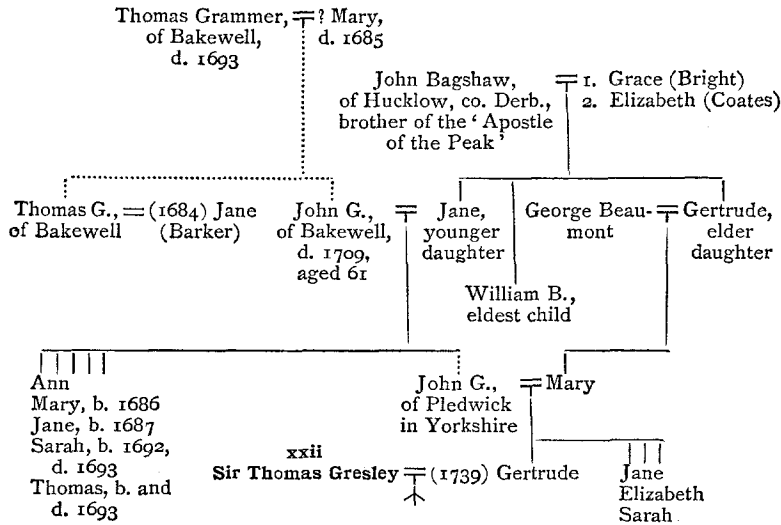 Thomas Grammer, = ? Mary,
of Bakewell, d. 1685
d. 1693
John Bagshaw, = 1. Grace (Bright)
of Hucklow, co. Derb., 2. Elizabeth (Coates)
brother of the ‘Apostle
of the Peak’
Thomas G., = (1684) Jane
of Bakewell (Barker)
John G., =
of Bakewell,
d. 1709,
aged 61
Jane,
younger
daughter
William B.,
eldest child
George Beau- =
mont
Gertrude,
elder
daughter
Ann
Mary, b. 1686
Jane, b. 1687
Sarah, b. 1692,
d. 1693
Thomas, b. and
d. 1693
John G., = Mary
of Pledwick
in Yorkshire
xxii
Sir Thomas Gresley = (1739) Gertrude
Jane
Elizabeth
Sarah